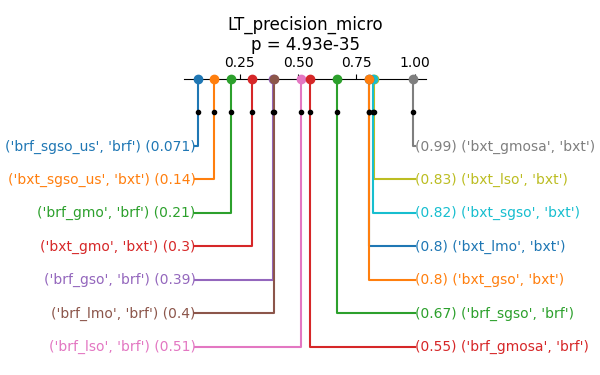 LT_precision_micro
p = 4.93e-35
0.25 0.50 0.75 1.00
('brf_sgso_us', 'brf') (0.071) (0.99) ('bxt_gmosa', 'bxt')
('bxt_sgso_us', 'bxt') (0.14) (0.83) ('bxt_lso', 'bxt')
('brf_gmo', 'brf') (0.21) (0.82) ('bxt_sgso', 'bxt')
('bxt_gmo', 'bxt') (0.3) (0.8) ('bxt_lmo', 'bxt')
('brf_gso', 'brf') (0.39) (0.8) ('bxt_gso', 'bxt')
('brf_lmo', 'brf') (0.4) (0.67) ('brf_sgso', 'brf')
('brf_lso', 'brf') (0.51) (0.55) ('brf_gmosa', 'brf')